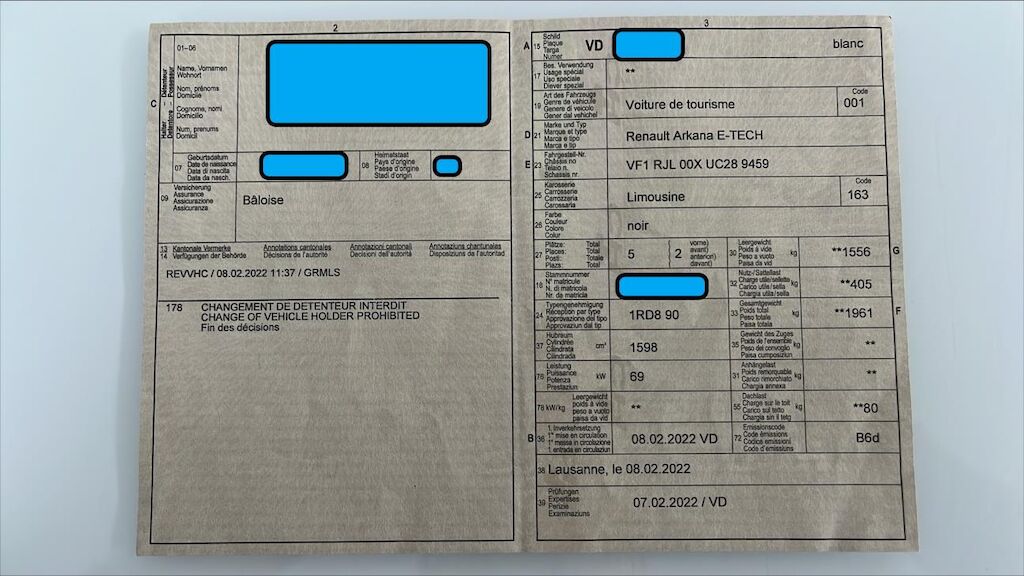 2
01–06
Name, Vornamen
Wohnort
Nom, prénoms
Domicile
Cognome, nomi
Domicilio
Num, prenums
Domicil
C
Halter Détenteur
Detentore Possessur
07
Geburtsdatum
Date de naissance
Data di nascita
Data da nasch.
08
Heimatstaat
Pays d'origine
Paese d'origine
Stadi d'origin
09
Versicherung
Assurance
Assicurazione
Assicuranza
Bâloise
13
14
Kantonale Vermerke
Verfügungen der Behörde
Annotations cantonales
Décisions de l'autorité
Annotazioni cantonali
Decisioni dell'autorità
Annotaziuns chantunalas
Disposiziuns da l'autoritad
REVVHC / 08.02.2022 11:37 / GRMLS
178 CHANGEMENT DE DETENTEUR INTERDIT
CHANGE OF VEHICLE HOLDER PROHIBITED
Fin des décisions
3
A 15
Schild
Plaque
Targa
Numer
VD
blanc
17
Bes. Verwendung
Usage spécial
Uso speciale
Diever spezial
**
19
Art des Fahrzeugs
Genre de véhicule
Genere di veicolo
Gener dal vehichel
Voiture de tourisme
Code
001
D 21
Marke und Typ
Marque et type
Marca e tipo
Marca e tip
Renault Arkana E-TECH
E 23
Fahrgestell-Nr.
Châssis no
Telaio n.
Schassis nr.
VF1 RJL 00X UC28 9459
25
Karosserie
Carrosserie
Carrozzeria
Carossaria
Limousine
Code
163
26
Farbe
Couleur
Colore
Colur
noir
27
Plätze: Total
Places: Total
Posti: Totale
Plazs: Total
5
2
vorne)
avant)
anteriori)
davant)
30
Leergewicht
Poids à vide
Peso a vuoto
Paisa da vid
kg
**1556
G
18
Stammnummer
N° matricule
N. di matricola
Nr. da matricla
32
Nutz-/Sattellast
Charge utile/sellette
Carico utile/sella
Chargia utila/sella
kg
**405
24
Typengenehmigung
Réception par type
Approvazione del tipo
Approvaziun dal tip
1RD8 90
33
Gesamtgewicht
Poids total
Peso totale
Paisa totala
kg
**1961
F
37
Hubraum
Cylindrée
Cilindrata
Cilindrada
cm³
1598
35
Gewicht des Zuges
Poids de l'ensemble
Peso del convoglio
Paisa cumposiziun
kg
**
76
Leistung
Puissance
Potenza
Prestaziun
kW
69
31
Anhängelast
Poids remorquable
Carico rimorchiato
Chargia annexa
kg
**
78 kW/kg
Leergewicht
poids à vide
peso a vuoto
paisa da vid
**
55
Dachlast
Charge sur le toit
Carico sul tetto
Chargia sin il tetg
kg
**80
B 36
1. Inverkehrsetzung
1re mise en circulation
1a messa in circolazione
1. entrada en circulaziun
08.02.2022 VD
72
Emissionscode
Code émissions
Codice emissioni
Code d'emissiuns
B6d
38 Lausanne, le 08.02.2022
39
Prüfungen
Expertises
Perizie
Examinaziuns
07.02.2022 / VD